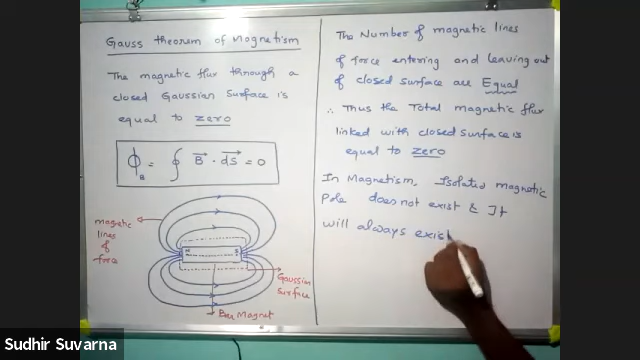 Gauss theorem of Magnetism
The magnetic flux through a
closed Gaussian Surface is
equal to zero
ϕB = ∮ B⃗ . ds⃗ = 0
magnetic
lines
of
force
N S
Gaussian
surface
Bar Magnet
The Number of magnetic lines
of force entering and leaving out
of closed surface are Equal
∴ Thus the Total magnetic flux
linked with closed surface is
equal to zero
In Magnetism, Isolated magnetic
Pole does not exist & It
will always exist
Sudhir Suvarna